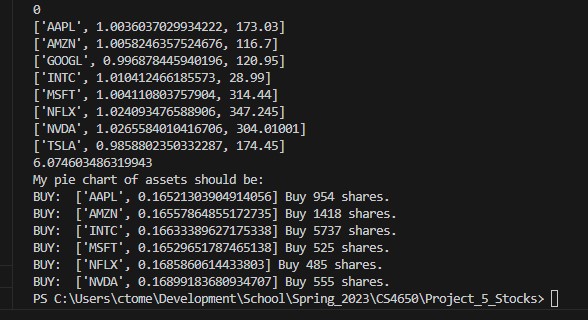 0
['AAPL', 1.0036037029934222, 173.03]
['AMZN', 1.0058246357524676, 116.7]
['GOOGL', 0.996878445940196, 120.95]
['INTC', 1.010412466185573, 28.99]
['MSFT', 1.004110803757904, 314.44]
['NFLX', 1.024093476588906, 347.245]
['NVDA', 1.0265584010416706, 304.01001]
['TSLA', 0.9858802350332287, 174.45]
6.074603486319943
My pie chart of assets should be:
BUY:  ['AAPL', 0.16521303904914056] Buy 954 shares.
BUY:  ['AMZN', 0.16557864855172735] Buy 1418 shares.
BUY:  ['INTC', 0.16633389627175338] Buy 5737 shares.
BUY:  ['MSFT', 0.16529651787465138] Buy 525 shares.
BUY:  ['NFLX', 0.1685860614433803] Buy 485 shares.
BUY:  ['NVDA', 0.16899183680934707] Buy 555 shares.
PS C:\Users\ctome\Development\School\Spring_2023\CS4650\Project_5_Stocks>